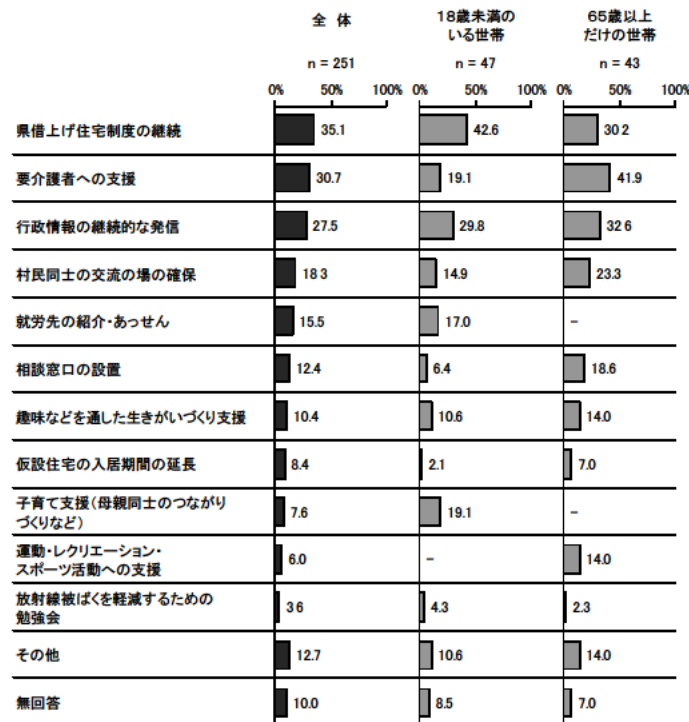 全 体 18歳未満の 65歳以上
いる世帯 だけの世帯
n = 251 n = 47 n = 43
0% 50% 100% 0% 50% 100% 0% 50% 100%
県借上げ住宅制度の継続 35.1 42.6 30 2
要介護者への支援 30.7 19.1 41.9
行政情報の継続的な発信 27.5 29.8 32 6
村民同士の交流の場の確保 18 3 14.9 23.3
就労先の紹介・あっせん 15.5 17.0 –
相談窓口の設置 12.4 6.4 18.6
趣味などを通した生きがいづくり支援 10.4 10.6 14.0
仮設住宅の入居期間の延長 8.4 2.1 7.0
子育て支援(母親同士のつながり
づくりなど) 7.6 19.1 –
運動・レクリエーション・
スポーツ活動への支援 6.0 – 14.0
放射線被ばくを軽減するための
勉強会 3 6 4.3 2.3
その他 12.7 10.6 14.0
無回答 10.0 8.5 7.0